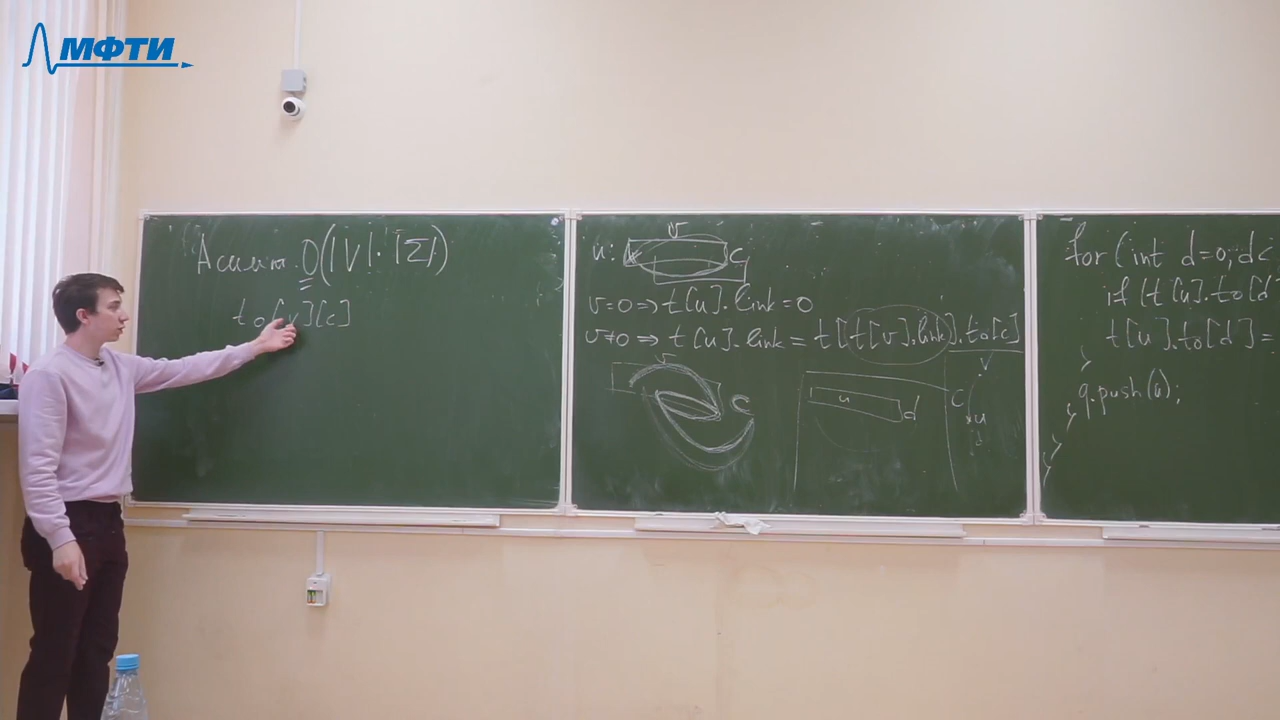 МФТИ
Асимпт. O(|V|·|Σ|)
to[v][c]
v
u: c
v=0 => t[u].link=0
v≠0 => t[u].link = t[t[v].link].to[c]
v
c
u
d
c
v
u
for (int d=0; d<
if (t[u].to[d
t[u].to[d] =
}
q.push(u);
}
}
}